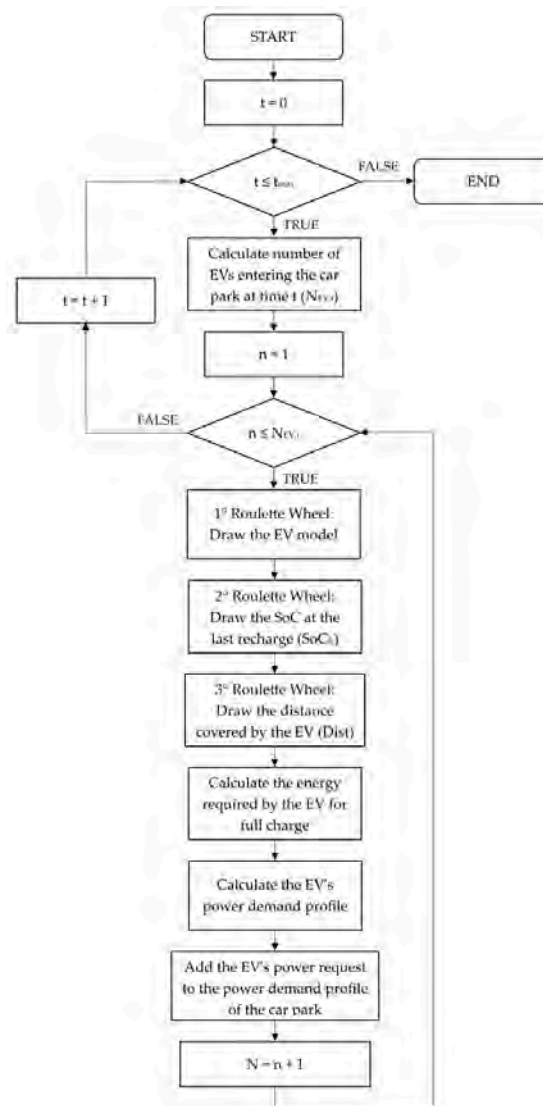 START
t = 0
t ≤ tmax
FALSE
END
TRUE
Calculate number of
EVs entering the car
park at time t (NEV,t)
t = t + 1
n = 1
FALSE
n ≤ NEV,t
TRUE
1° Roulette Wheel:
Draw the EV model
2° Roulette Wheel:
Draw the SoC at the
last recharge
3° Roulette Wheel:
Draw the distance
covered by the EV (Dist)
Calculate the energy
required by the EV for
full charge
Calculate the EV's
power demand profile
Add the EV's power request
to the power demand profile
of the car park
N = n + 1